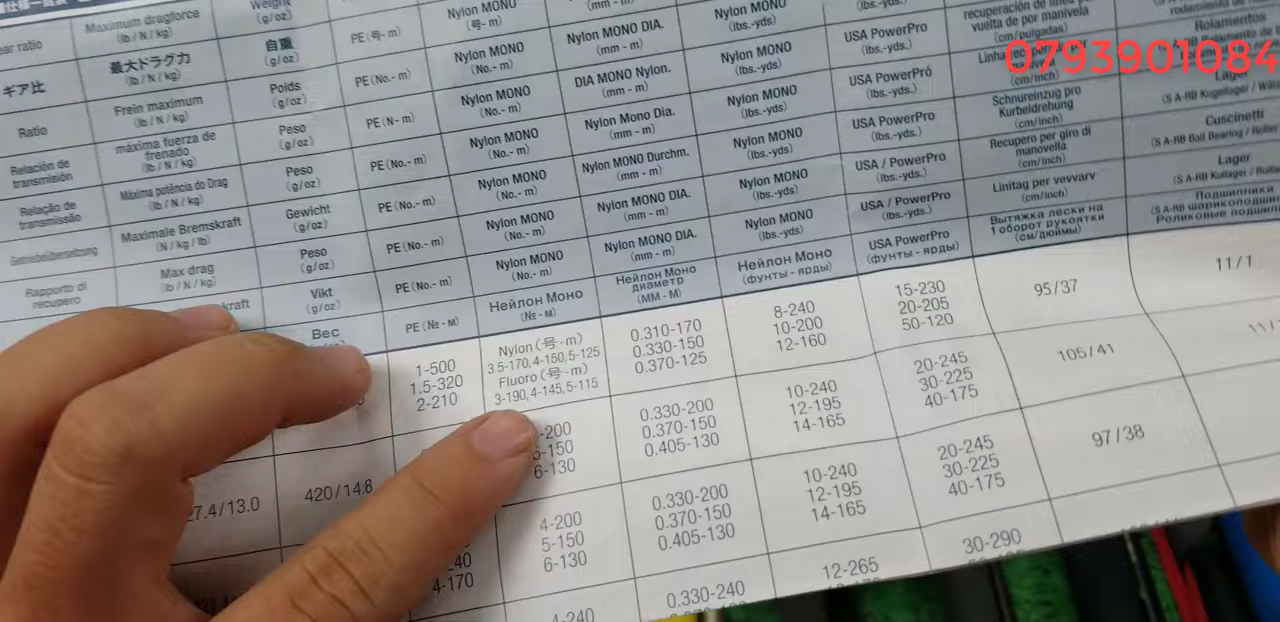 Maximum dragforce
(lb / N / kg)
Weight
(g/oz)
Nylon MONO
(号- m)
(mm - m)
(lbs.-yds)
(lbs.-yds.)
vuelta de por manivela
(cm/pulgadas)
ear ratio
最大ドラグ力
(lb / N / kg)
自重
(g/oz)
PE(号- m)
Nylon MONO
(No.- m)
Nylon MONO DIA.
(mm - m)
Nylon MONO
(lbs.-yds)
USA PowerPro
(lbs.-yds.)
(cm/inch)
Rolamentos
0793901084
ギア比
Frein maximum
(lb / N / kg)
Poids
(g/oz)
PE(No.- m)
Nylon MONO
(No.- m)
DIA MONO Nylon.
(mm - m)
Nylon MONO
(lbs.-yds)
USA PowerPró
(lbs.-yds.)
Schnureinzug pro
Kurbeldrehung
(cm/inch)
Lager
(S A-RB Kugellager /
Ratio
máxima fuerza de
frenado
(lb / N / kg)
Peso
(g/oz)
PE(N- m)
Nylon MONO
(No.- m)
Nylon Mono Dia.
(mm - m)
Nylon MONO
(lbs.-yds)
USA PowerPro
(lbs.-yds.)
Recupero per giro di
manovella
(cm/inch)
Cuscinetti
(S A-RB Ball Bearing /
Relación de
transmisión
Máxima potência do Drag
(lb / N / kg)
Peso
(g/oz)
PE(No.- m)
Nylon MONO
(No.- m)
Nylon MONO Durchm.
(mm - m)
Nylon MONO
(lbs.-yds)
USA / PowerPro
(lbs.-yds.)
Linitag per vevvarv
(cm/inch)
Lager
(S A-RB Kullager /
Relação de
transmissão
Maximale Bremskraft
(N / kg / lb)
Gewicht
(g/oz)
PE(No.- m)
Nylon MONO
(No.- m)
Nylon MONO DIA.
(mm - m)
Nylon MONO
(lbs.-yds)
USA / PowerPro
(lbs.-yds.)
Вытяжка лески на
1 оборот рукоятки
(см/дюймы)
Подшипники
(S A-RB шарикоподши
Роликовые подши
Getriebeübersetzung
Max drag
(lb / N / kg)
Peso
(g/oz)
PE(No.- m)
Nylon MONO
(No.- m)
Nylon MONO DIA.
(mm - m)
Nylon MONO
(lbs.-yds)
USA PowerPro
(фунты - ярды)
Rapporto di
recupero
kraft
Vikt
(g/oz)
PE(No.- m)
Нейлон Моно
(№ - м)
Нейлон Моно
диаметр
(ММ - М)
Нейлон Моно
(фунты - ярды)
Вес
PE (№ - м)
1-500
1.5-320
2-210
Nylon(号- m)
3.5-170,4-150,5-125
Fluoro(号- m)
3-190,4-145,5-115
0.310-170
0.330-150
0.370-125
8-240
10-200
12-160
15-230
20-205
50-120
95/37
11/1
-200
-150
6-130
0.330-200
0.370-150
0.405-130
10-240
12-195
14-165
20-245
30-225
40-175
105/41
11/
27.4/13.0
420/14.8
40
4-170
4-200
5-150
6-130
0.330-200
0.370-150
0.405-130
10-240
12-195
14-165
20-245
30-225
40-175
97/38
4-240
0.330-240
12-265
30-290